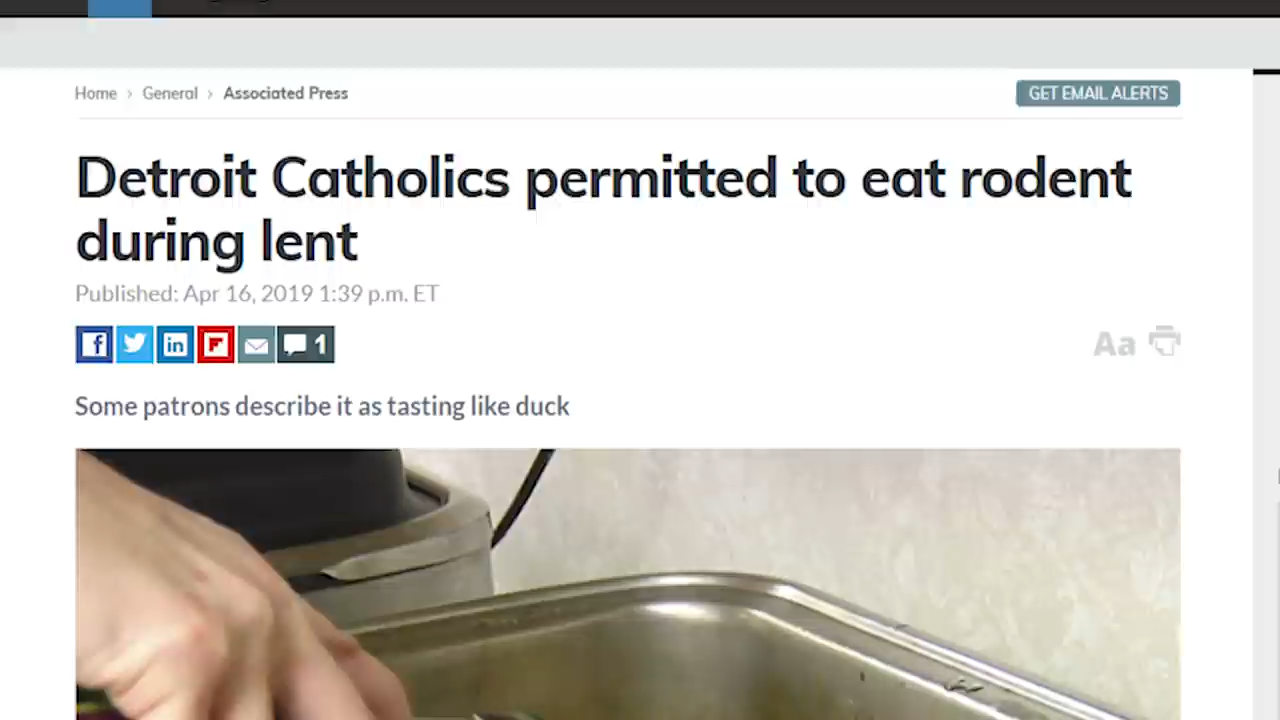 Home › General › Associated Press
GET EMAIL ALERTS
Detroit Catholics permitted to eat rodent
during lent
Published: Apr 16, 2019 1:39 p.m. ET
f in 1
Aa
Some patrons describe it as tasting like duck